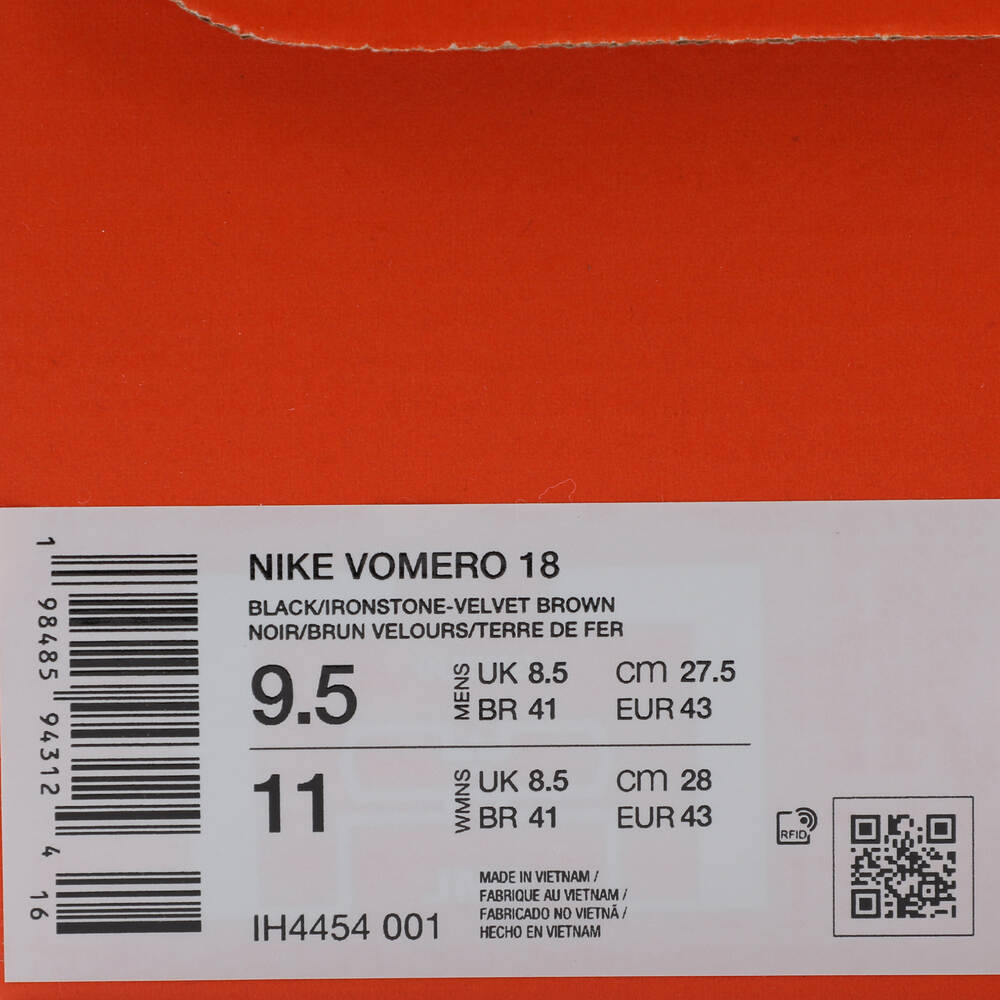 1 98485 94312 4 16
NIKE VOMERO 18
BLACK/IRONSTONE-VELVET BROWN
NOIR/BRUN VELOURS/TERRE DE FER
9.5 MENS UK 8.5 CM 27.5
BR 41 EUR 43
11 WMNS UK 8.5 CM 28
BR 41 EUR 43
RFID
MADE IN VIETNAM /
FABRIQUE AU VIETNAM /
FABRICADO NO VIETNÃ /
HECHO EN VIETNAM
IH4454 001